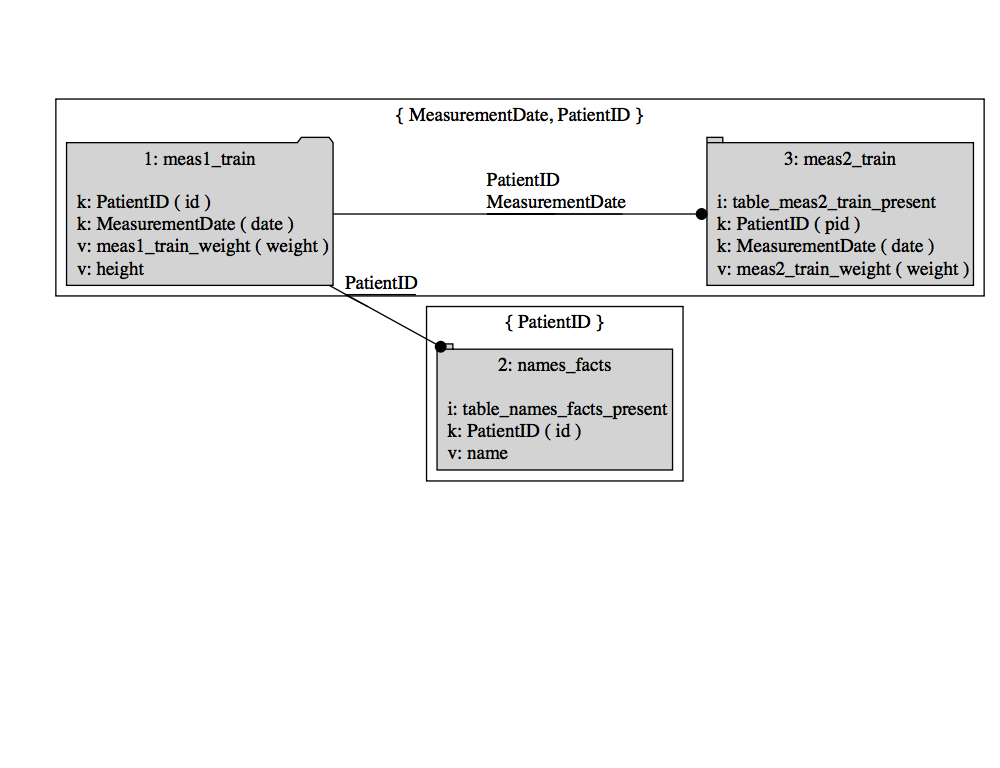 { MeasurementDate, PatientID }
1: meas1_train
k: PatientID ( id )
k: MeasurementDate ( date )
v: meas1_train_weight ( weight )
v: height
PatientID
MeasurementDate
3: meas2_train
i: table_meas2_train_present
k: PatientID ( pid )
k: MeasurementDate ( date )
v: meas2_train_weight ( weight )
PatientID
{ PatientID }
2: names_facts
i: table_names_facts_present
k: PatientID ( id )
v: name